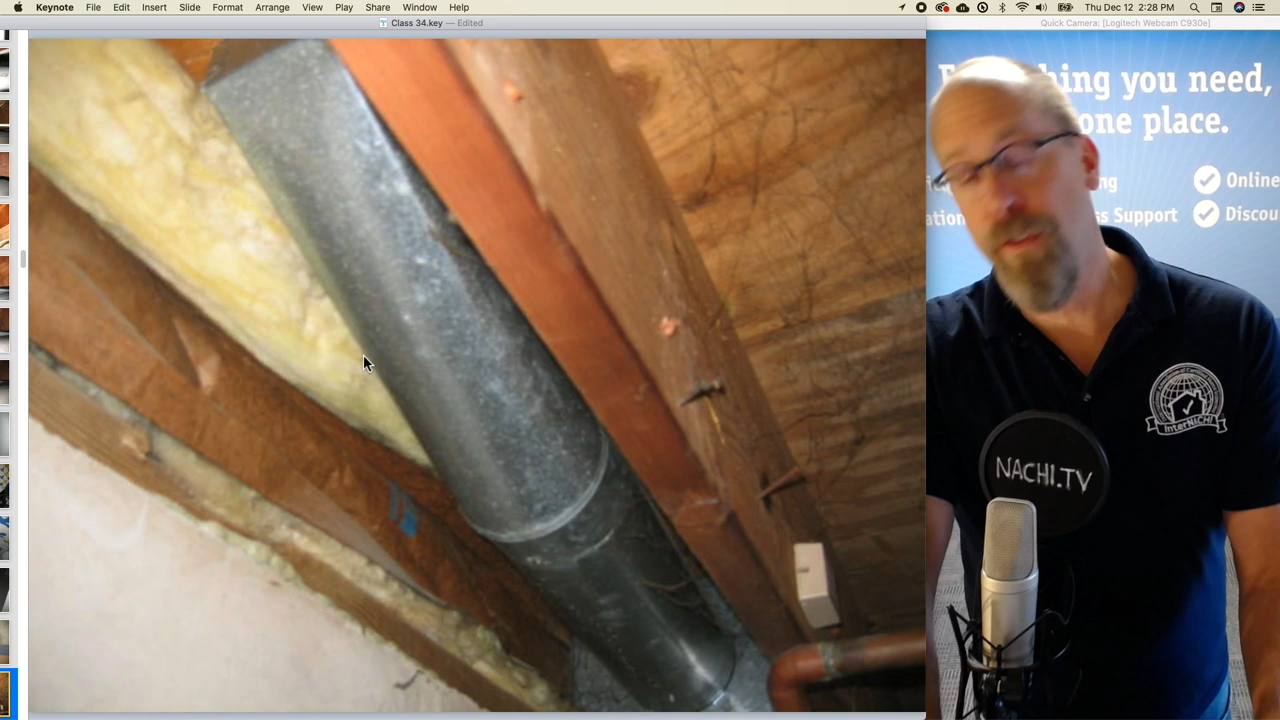 Keynote File Edit Insert Slide Format Arrange View Play Share Window Help
Thu Dec 12 2:28 PM
Class 34.key — Edited
Quick Camera: [Logitech Webcam C930e]
hing you need,
one place.
Online
Support
Discou
InterNACHI
NACHI.TV